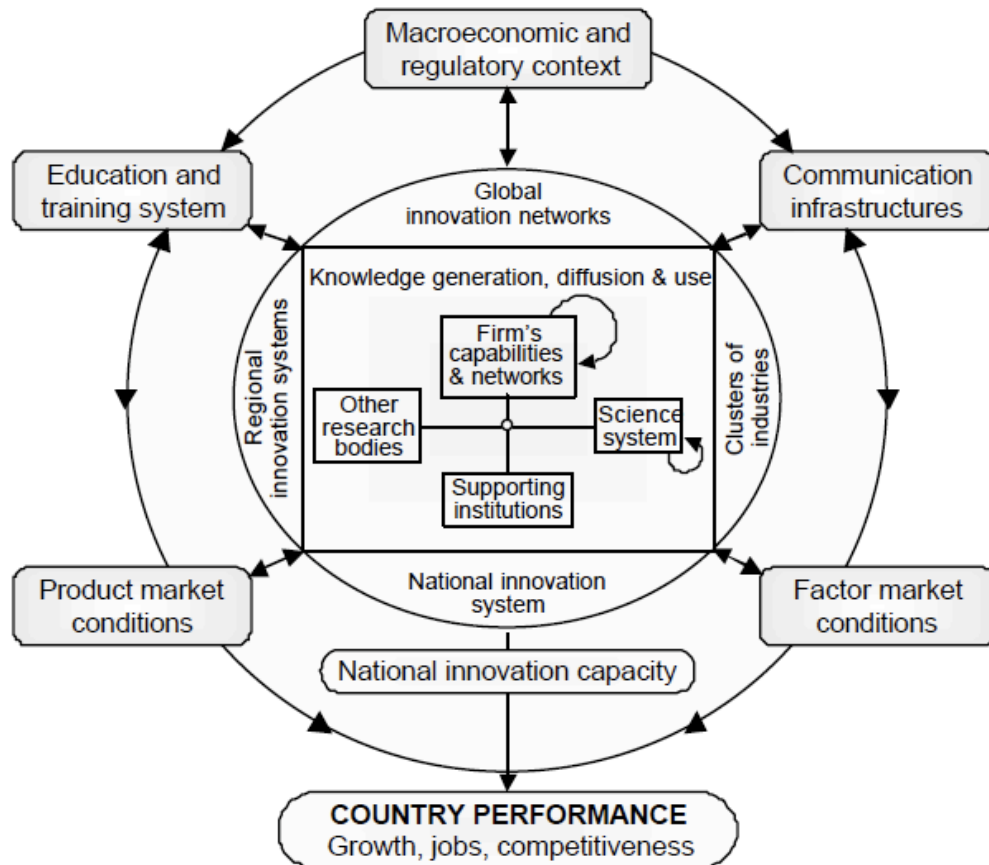 Macroeconomic and
regulatory context
Education and
training system
Communication
infrastructures
Global
innovation networks
Knowledge generation, diffusion & use
Regional
innovation systems
Firm's
capabilities
& networks
Other
research
bodies
Science
system
Clusters of
industries
Supporting
institutions
Product market
conditions
National innovation
system
Factor market
conditions
National innovation capacity
COUNTRY PERFORMANCE
Growth, jobs, competitiveness